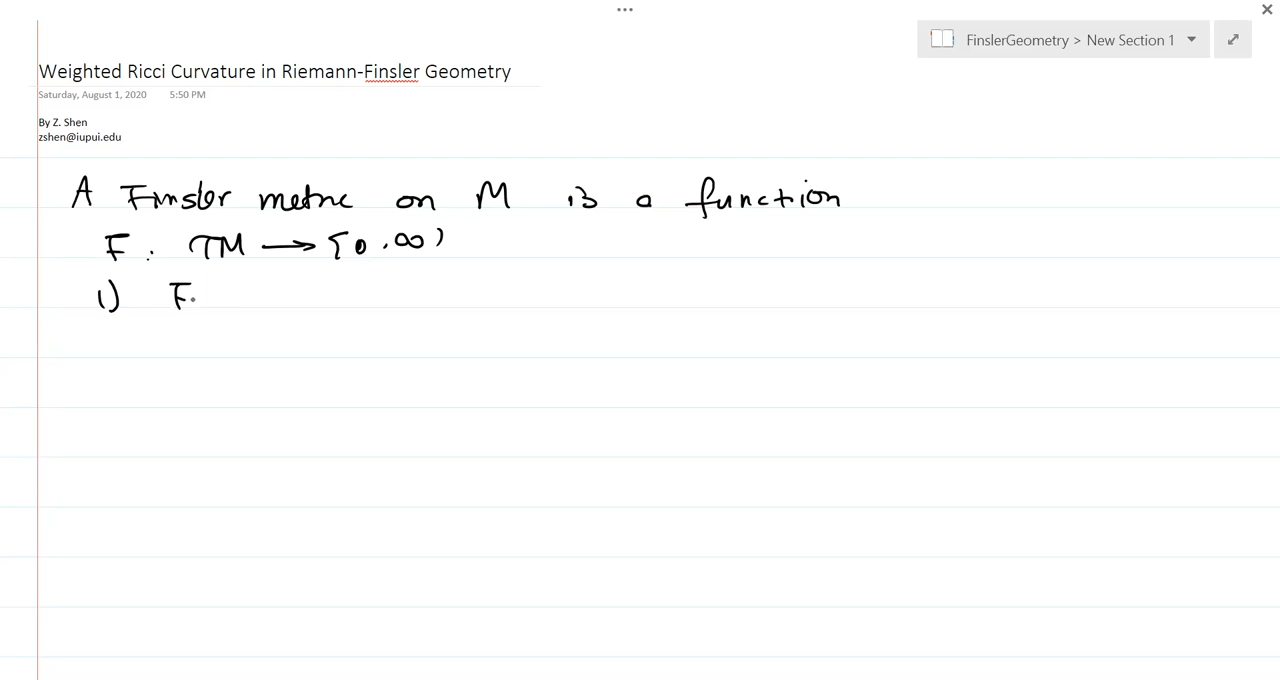 FinslerGeometry > New Section 1
Weighted Ricci Curvature in Riemann-Finsler Geometry
Saturday, August 1, 2020 5:50 PM
By Z. Shen
zshen@iupui.edu
A Finsler metric on M is a function
F : TM → [0, ∞)
1) F